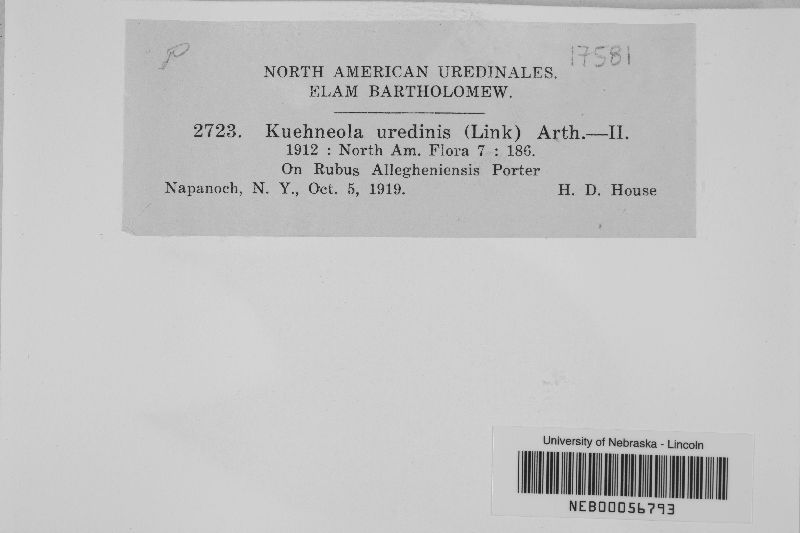 P 17581
NORTH AMERICAN UREDINALES.
ELAM BARTHOLOMEW.
2723. Kuehneola uredinis (Link) Arth.—II.
1912 : North Am. Flora 7 : 186.
On Rubus Allegheniensis Porter
Napanoch, N. Y., Oct. 5, 1919. H. D. House
University of Nebraska - Lincoln
NEB00056793